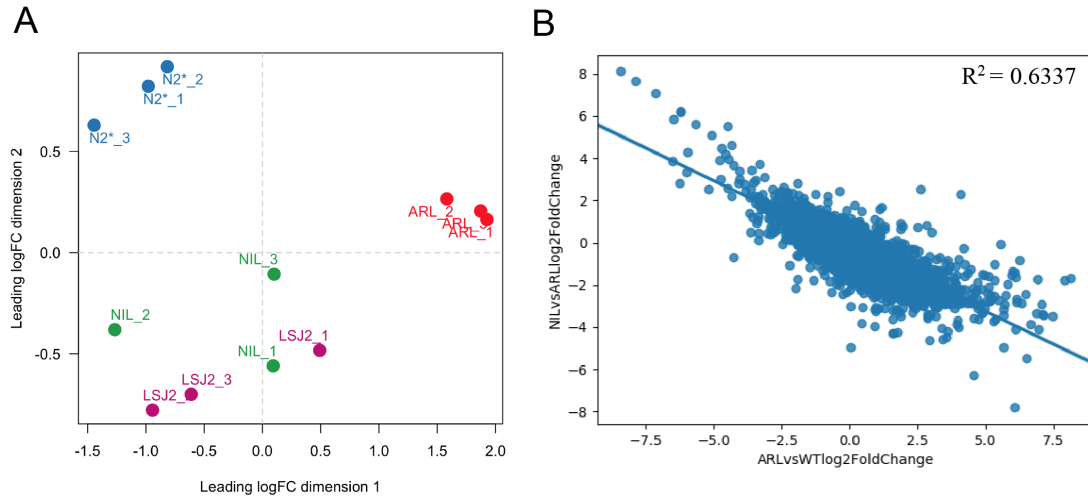 A
N2*_2
N2*_1
N2*_3
0.5
ARL_2
ARL_1
0.0
NIL_3
NIL_2
LSJ2_1
NIL_1
-0.5
LSJ2_3
LSJ2_
-1.5 -1.0 -0.5 0.0 0.5 1.0 1.5 2.0
Leading logFC dimension 1
Leading logFC dimension 2
B
R² = 0.6337
8
6
4
2
0
−2
−4
−6
−8
−7.5 −5.0 −2.5 0.0 2.5 5.0 7.5
ARLvsWTlog2FoldChange
NILvsARLlog2FoldChange